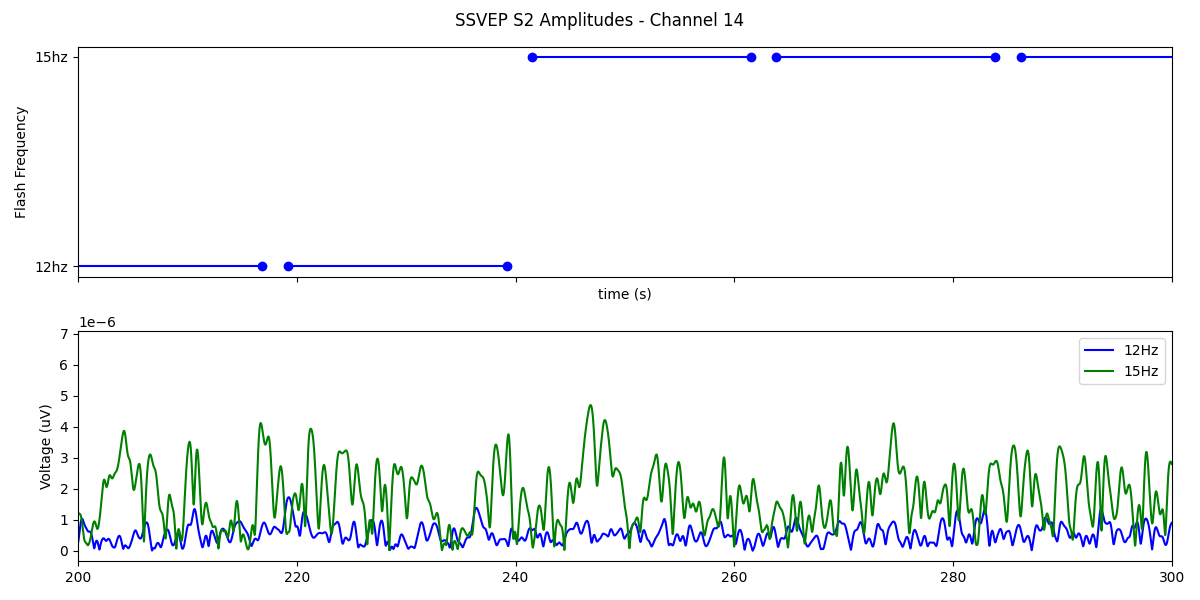 SSVEP S2 Amplitudes - Channel 14
15hz
Flash Frequency
12hz
time (s)
1e−6
7
6
5
4
3
2
1
0
Voltage (uV)
12Hz
15Hz
200
220
240
260
280
300